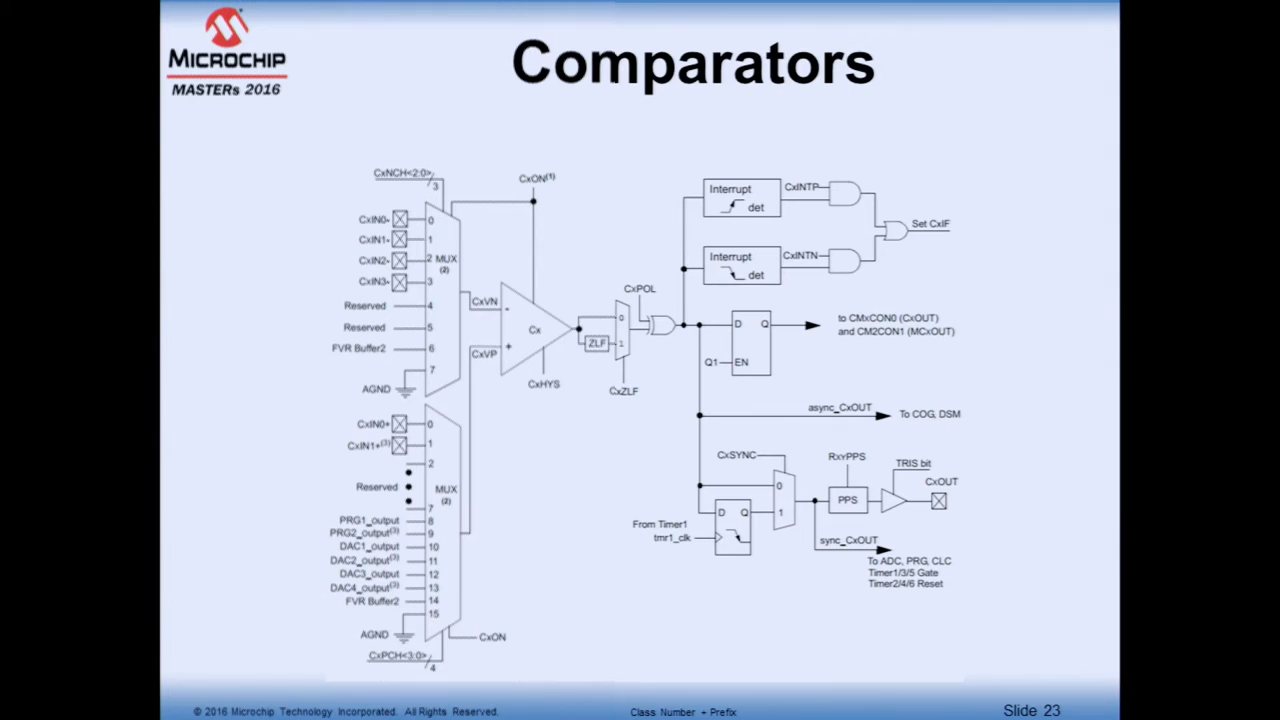 MICROCHIP
MASTERs 2016
Comparators
CxNCH<2:0>
3
CxON(1)
CxIN0-
0
CxIN1-
1
CxIN2-
2
MUX
(2)
CxIN3-
3
Reserved
4
Reserved
5
FVR Buffer2
6
7
AGND
CxVN
-
Cx
CxVP
+
CxHYS
0
ZLF
1
CxZLF
CxPOL
Interrupt
det
CxINTP
Interrupt
det
CxINTN
Set CxIF
D
Q
Q1
EN
to CMxCON0 (CxOUT)
and CM2CON1 (MCxOUT)
async_CxOUT
To COG, DSM
CxIN0+
0
CxIN1+(3)
1
2
Reserved
MUX
(2)
7
PRG1_output
8
PRG2_output(3)
9
DAC1_output
10
DAC2_output(3)
11
DAC3_output
12
DAC4_output(3)
13
FVR Buffer2
14
15
AGND
CxON
CxPCH<3:0>
4
CxSYNC
0
1
D
Q
From Timer1
tmr1_clk
RxyPPS
PPS
TRIS bit
CxOUT
sync_CxOUT
To ADC, PRG, CLC
Timer1/3/5 Gate
Timer2/4/6 Reset
© 2016 Microchip Technology Incorporated. All Rights Reserved.
Class Number + Prefix
Slide 23